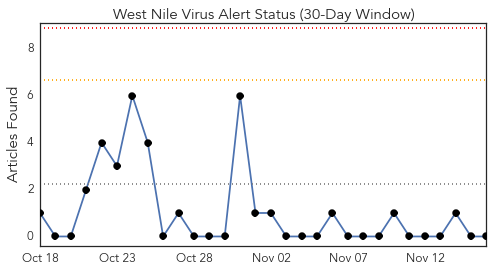 West Nile Virus Alert Status (30-Day Window)
Articles Found
8
6
4
2
0
Oct 18 Oct 23 Oct 28 Nov 02 Nov 07 Nov 12